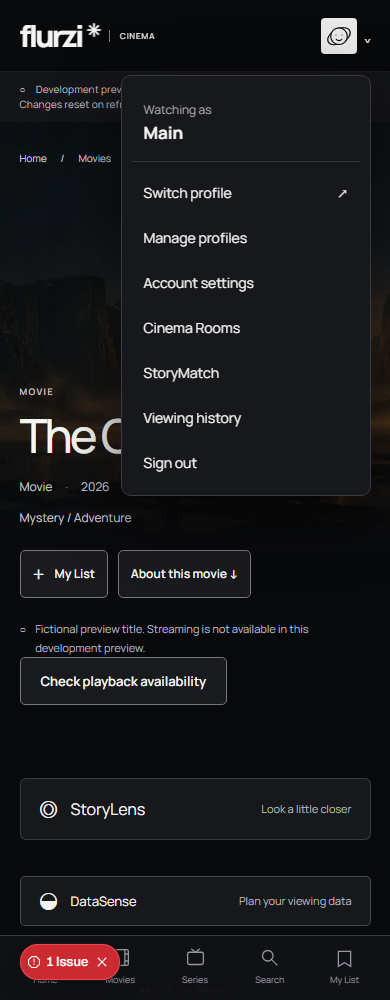 flurzi* | CINEMA
Development prev
Changes reset on refr
Watching as
Main
Home / Movies
Switch profile ↗
Manage profiles
Account settings
Cinema Rooms
StoryMatch
Viewing history
Sign out
MOVIE
The
Movie · 2026
Mystery / Adventure
+ My List
About this movie ↓
Fictional preview title. Streaming is not available in this
development preview.
Check playback availability
StoryLens
Look a little closer
DataSense
Plan your viewing data
1 Issue ×
Home
Movies
Series
Search
My List